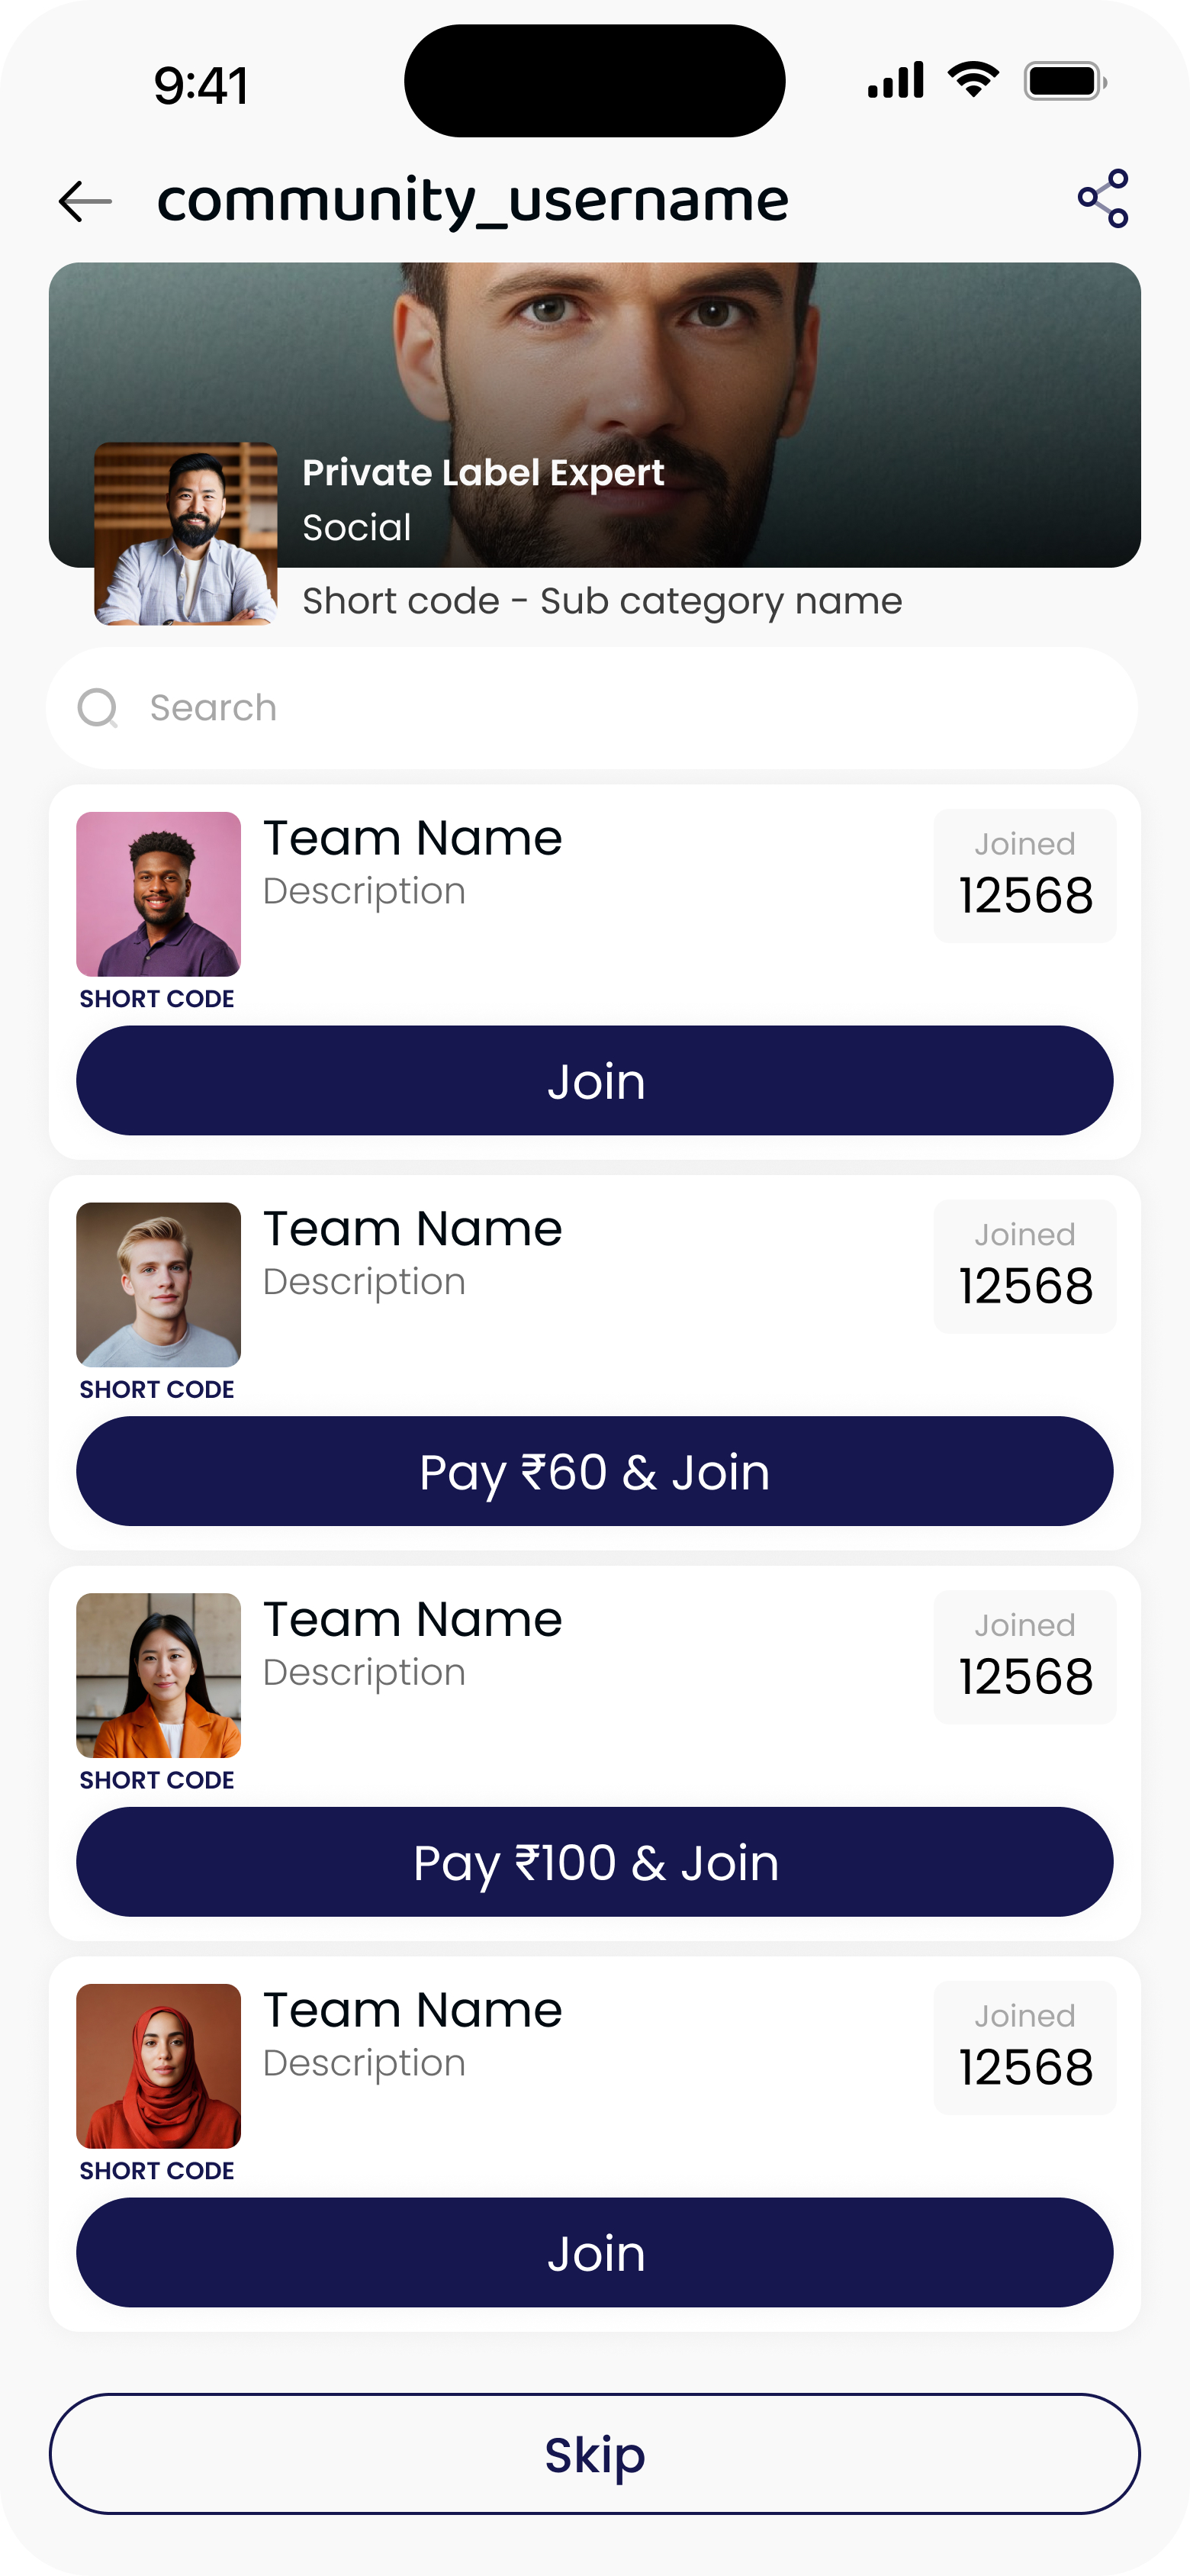 9:41
community_username
Private Label Expert
Social
Short code - Sub category name
Search
Team Name
Description
Joined
12568
SHORT CODE
Join
Team Name
Description
Joined
12568
SHORT CODE
Pay ₹60 & Join
Team Name
Description
Joined
12568
SHORT CODE
Pay ₹100 & Join
Team Name
Description
Joined
12568
SHORT CODE
Join
Skip